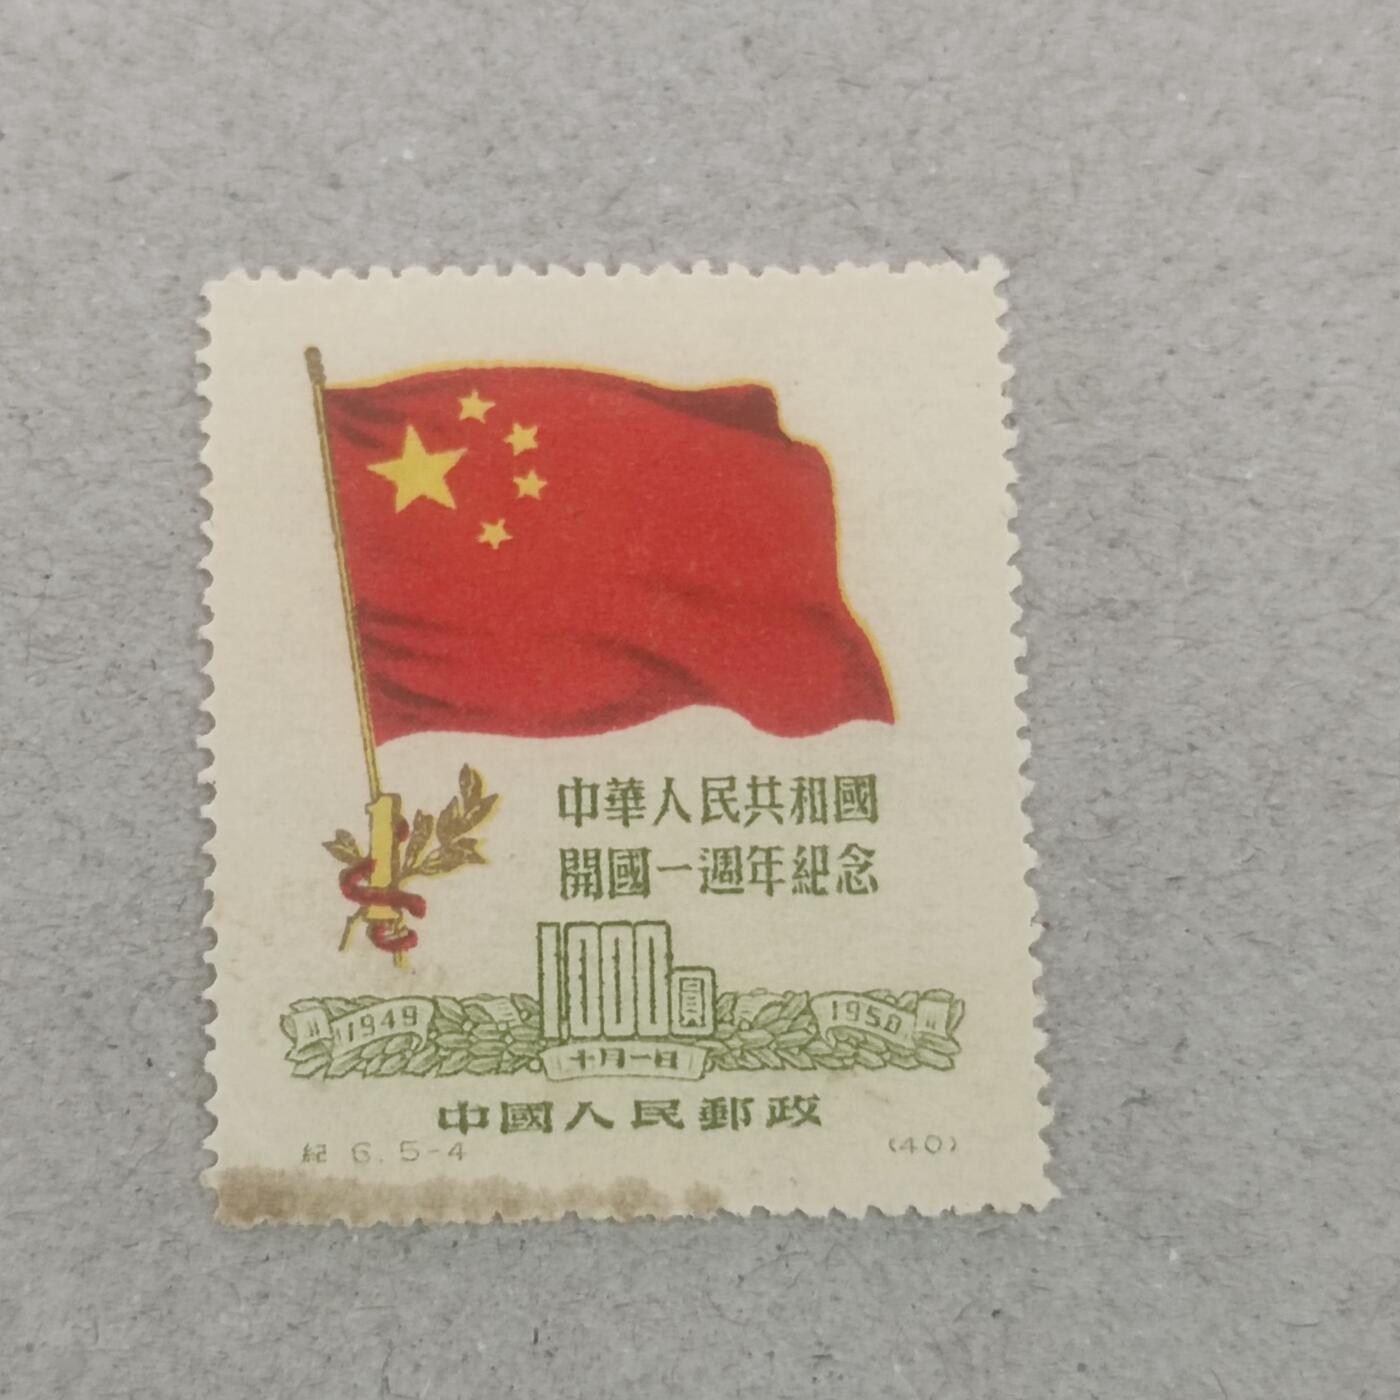 中華人民共和國
開國一週年紀念
1000圓
1949 1950
十月一日
中國人民郵政
紀 6. 5-4 (40)